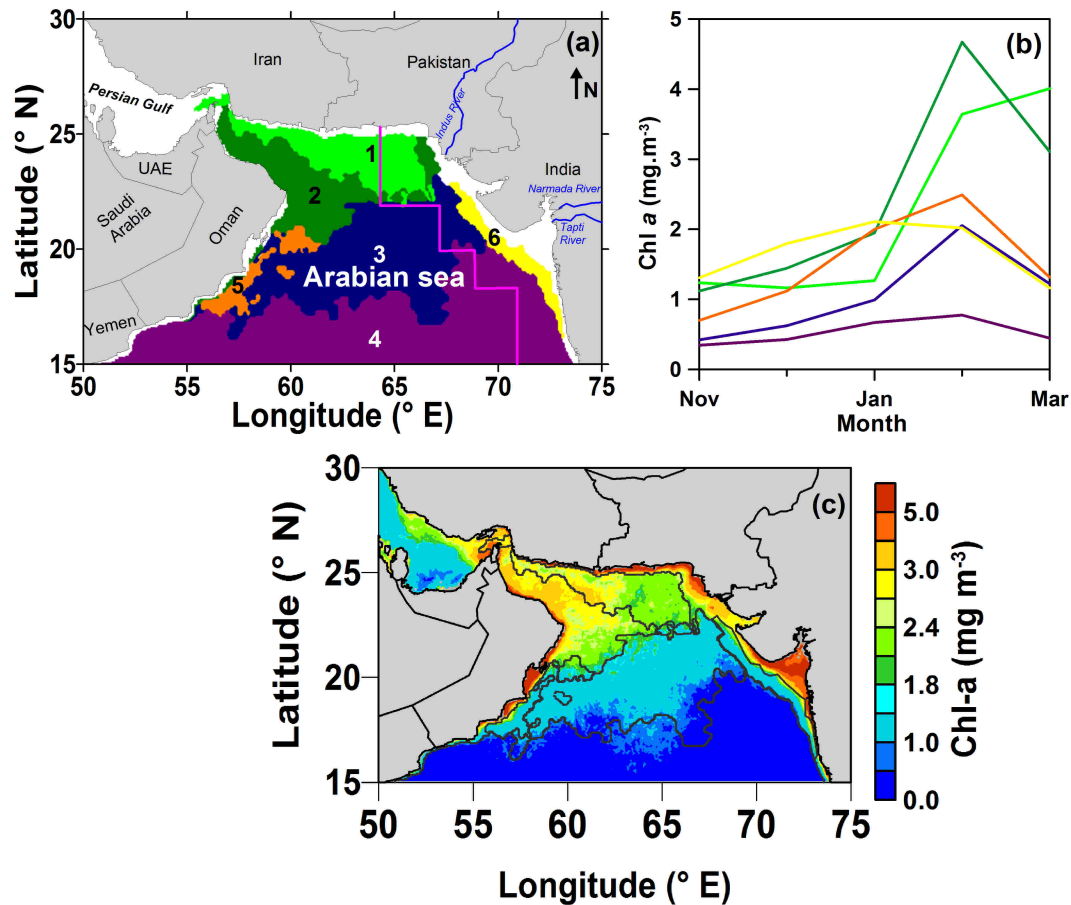 30
25
20
15
Latitude (° N)
(a)
Iran
Pakistan
N
Persian Gulf
Indus River
UAE
India
Saudi
Arabia
Oman
Narmada River
Tapti
River
Yemen
Arabian sea
1
2
3
4
5
6
50
55
60
65
70
75
Longitude (° E)
5
4
3
2
1
0
Chl a (mg.m⁻³)
(b)
Nov
Jan
Mar
Month
30
25
20
15
Latitude (° N)
(c)
50
55
60
65
70
75
Longitude (° E)
5.0
3.0
2.4
1.8
1.0
0.0
Chl-a (mg m⁻³)